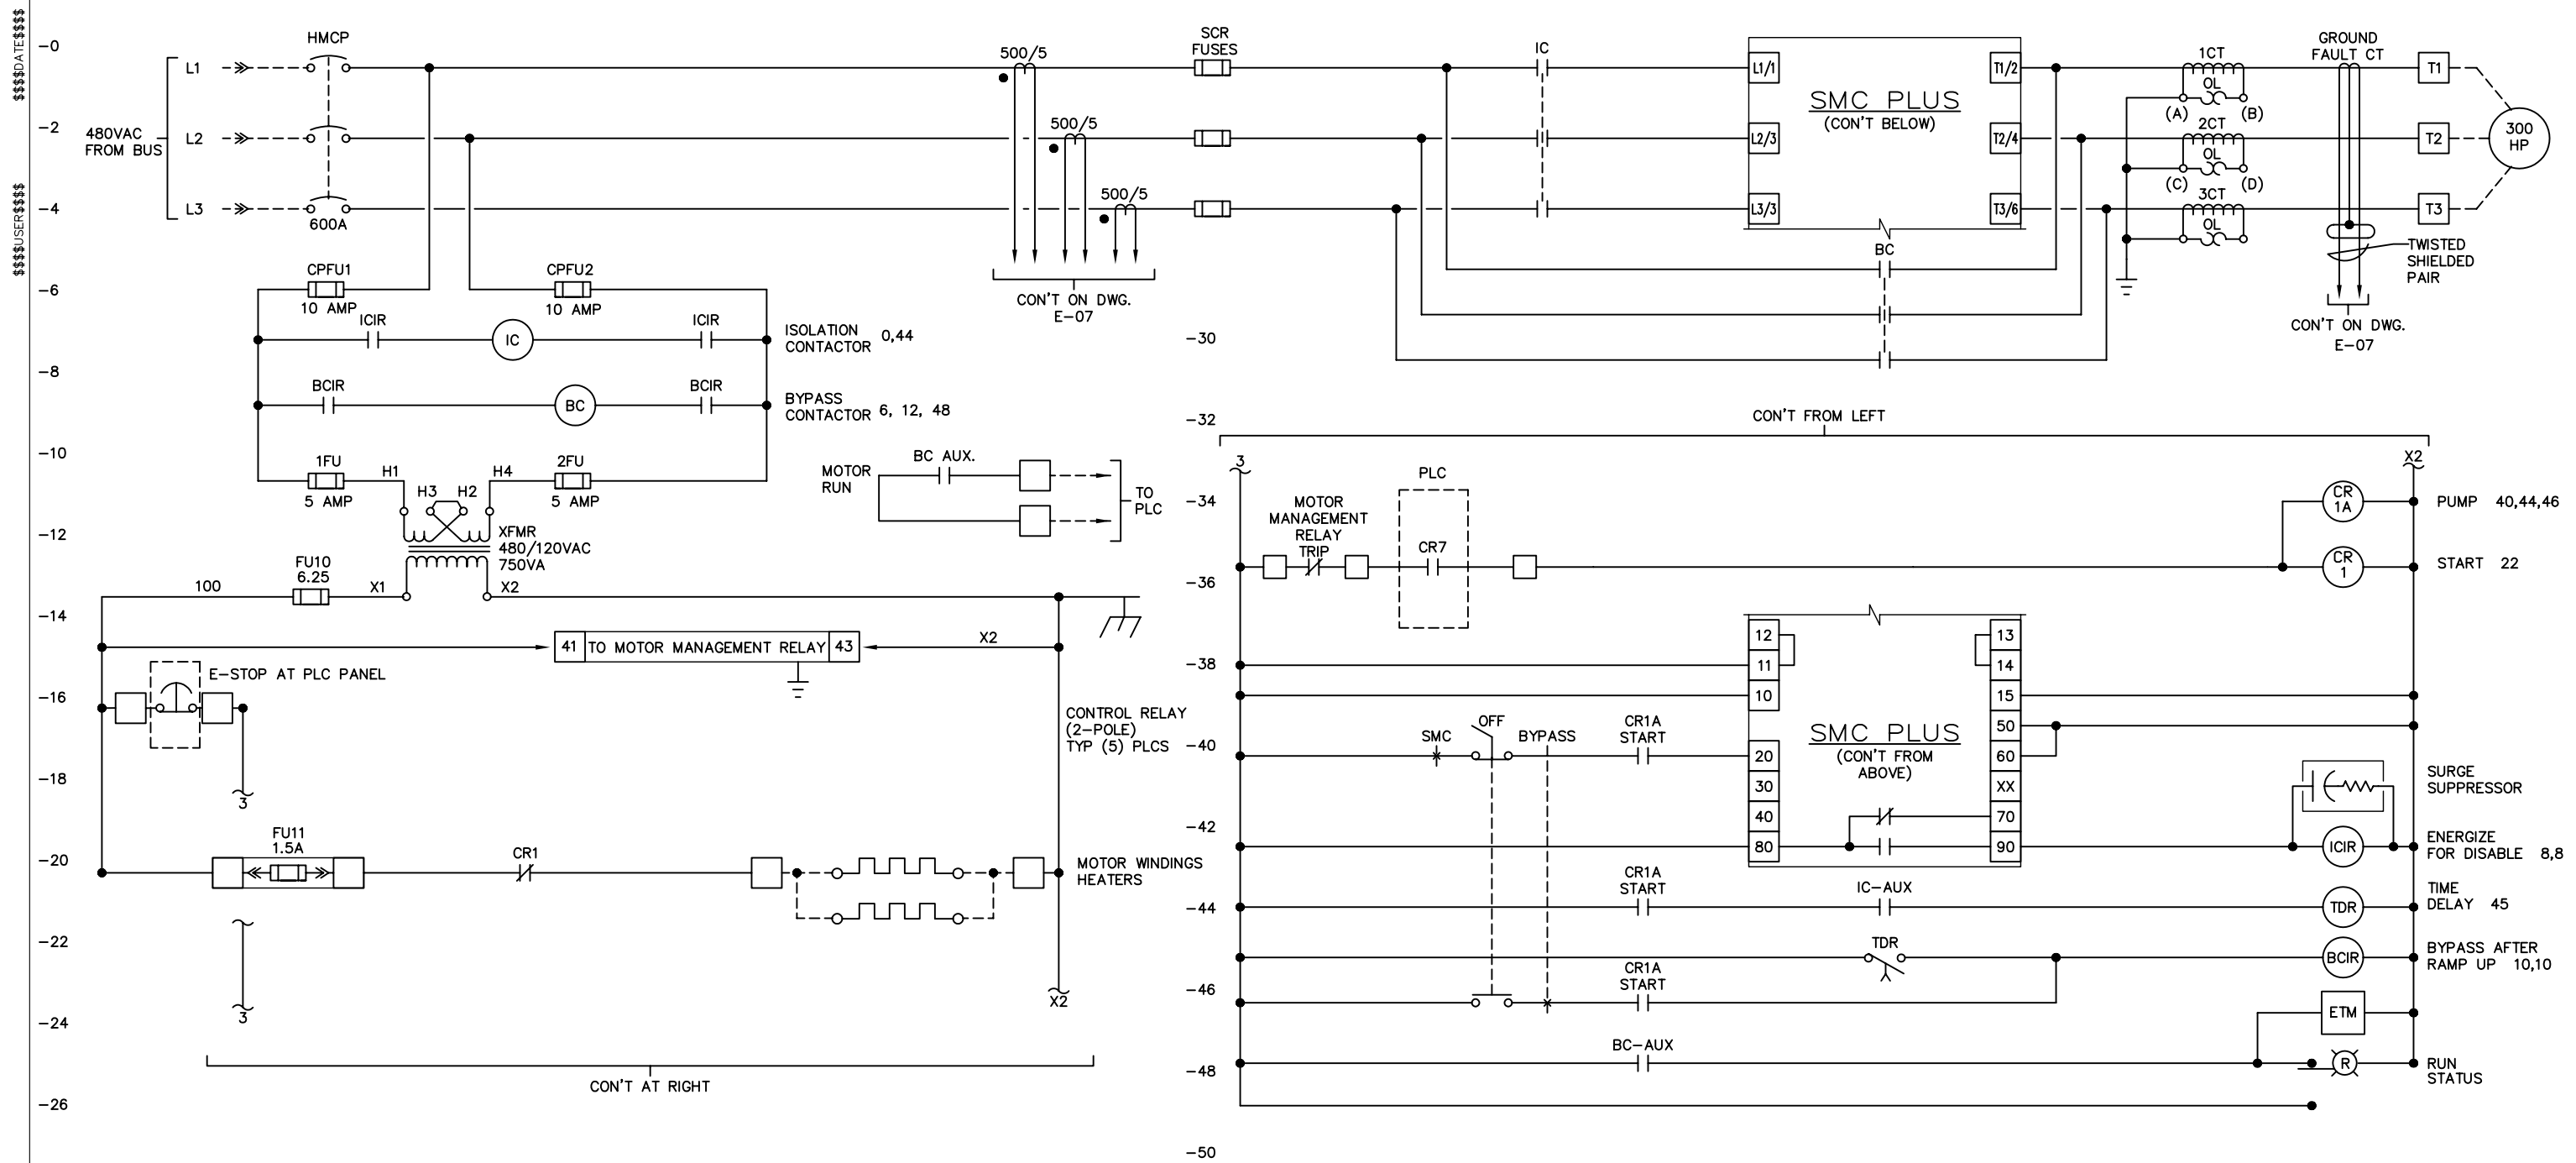 $$$$DATE$$$$
$$$$USER$$$$
-0
-2
-4
-6
-8
-10
-12
-14
-16
-18
-20
-22
-24
-26
480VAC
FROM BUS
L1
L2
L3
HMCP
600A
CPFU1
10 AMP
CPFU2
10 AMP
ICIR
IC
ICIR
ISOLATION
CONTACTOR
0,44
BCIR
BC
BCIR
BYPASS
CONTACTOR
6, 12, 48
1FU
5 AMP
H1
H3
H2
H4
2FU
5 AMP
XFMR
480/120VAC
750VA
FU10
6.25
100
X1
X2
41
TO MOTOR MANAGEMENT RELAY
43
X2
E-STOP AT PLC PANEL
3
CONTROL RELAY
(2-POLE)
TYP (5) PLCS
FU11
1.5A
CR1
MOTOR WINDINGS
HEATERS
3
X2
CON'T AT RIGHT
MOTOR
RUN
BC AUX.
TO
PLC
500/5
500/5
500/5
CON'T ON DWG.
E-07
SCR
FUSES
IC
L1/1
L2/3
L3/3
SMC PLUS
(CON'T BELOW)
T1/2
T2/4
T3/6
BC
1CT
OL
(A)
(B)
2CT
OL
(C)
(D)
3CT
OL
GROUND
FAULT CT
T1
T2
T3
300
HP
TWISTED
SHIELDED
PAIR
CON'T ON DWG.
E-07
-30
-32
-34
-36
-38
-40
-42
-44
-46
-48
-50
CON'T FROM LEFT
3
X2
MOTOR
MANAGEMENT
RELAY
TRIP
PLC
CR7
CR
1A
PUMP 40,44,46
CR
1
START 22
12
11
10
20
30
40
80
SMC PLUS
(CON'T FROM
ABOVE)
13
14
15
50
60
XX
70
90
SMC
OFF
BYPASS
CR1A
START
SURGE
SUPPRESSOR
ICIR
ENERGIZE
FOR DISABLE 8,8
CR1A
START
IC-AUX
TDR
TIME
DELAY 45
TDR
BCIR
BYPASS AFTER
RAMP UP 10,10
CR1A
START
ETM
BC-AUX
R
RUN
STATUS